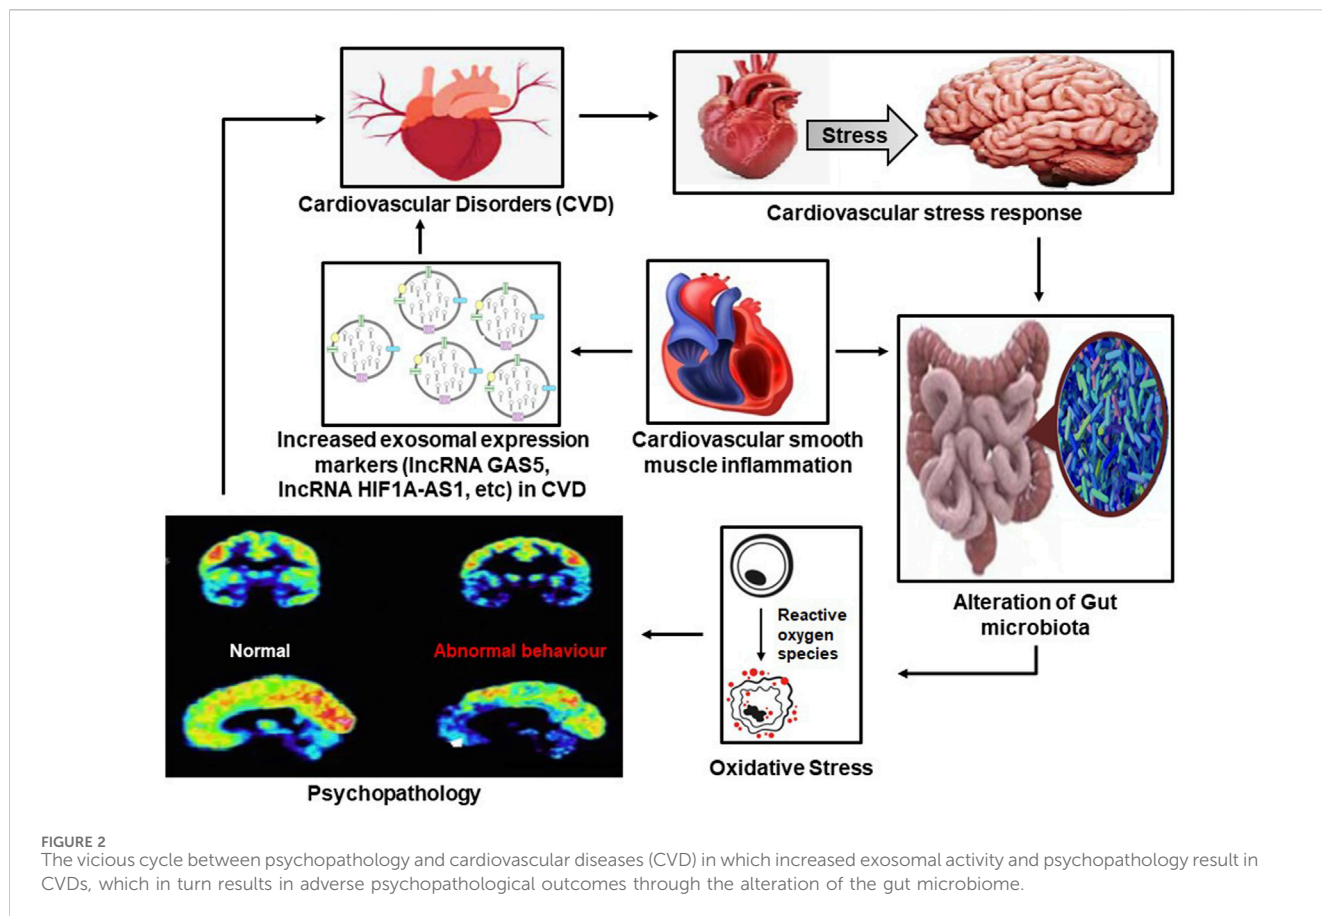 Stress
Cardiovascular Disorders (CVD)
Cardiovascular stress response
Increased exosomal expression
markers (lncRNA GAS5,
lncRNA HIF1A-AS1, etc) in CVD
Cardiovascular smooth
muscle inflammation
Alteration of Gut
microbiota
Reactive
oxygen
species
Oxidative Stress
Normal
Abnormal behaviour
Psychopathology
FIGURE 2
The vicious cycle between psychopathology and cardiovascular diseases (CVD) in which increased exosomal activity and psychopathology result in
CVDs, which in turn results in adverse psychopathological outcomes through the alteration of the gut microbiome.